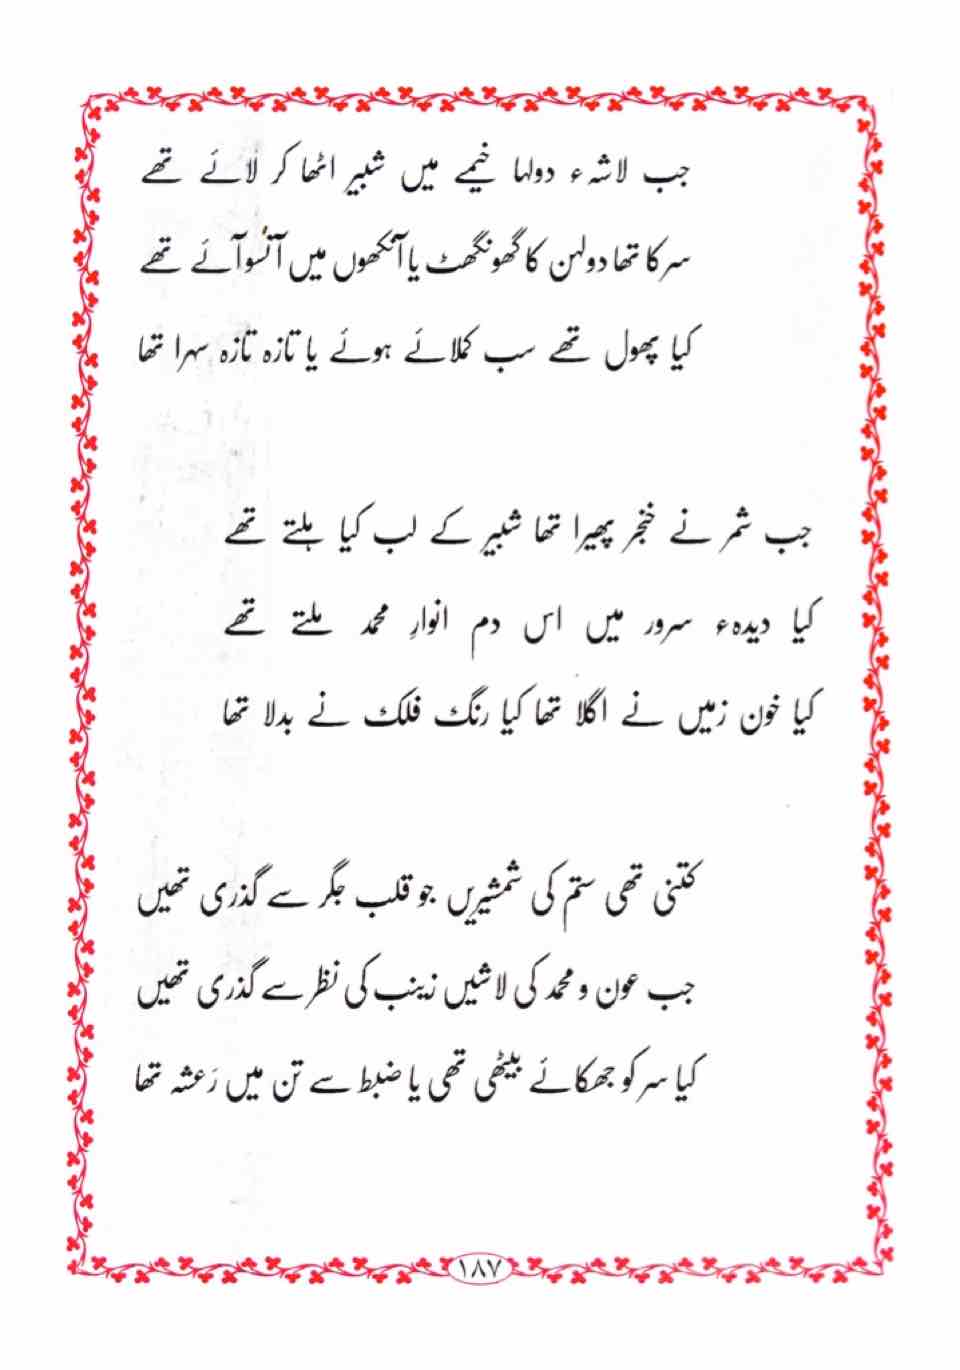 جب لاشہء دولہا خیمے میں شبیر اٹھا کر لائے تھے
سرکا تھا دولہن کا گھونگھٹ یا آنکھوں میں آنسو آئے تھے
کیا پھول تھے سب کملائے ہوئے یا تازہ تازہ سہرا تھا
جب شمر نے خنجر پھیرا تھا شبیر کے لب کیا ہلتے تھے
کیا دیدہء سرور میں اس دم انوارِ محمد ملتے تھے
کیا خون زمیں نے اگلا تھا کیا رنگ فلک نے بدلا تھا
کتنی تھی ستم کی شمشیریں جو قلب جگر سے گذری تھیں
جب عون و محمد کی لاشیں زینب کی نظر سے گذری تھیں
کیا سر کو جھکائے بیٹھی تھی یا ضبط سے تن میں رَعشہ تھا
۱۸۷